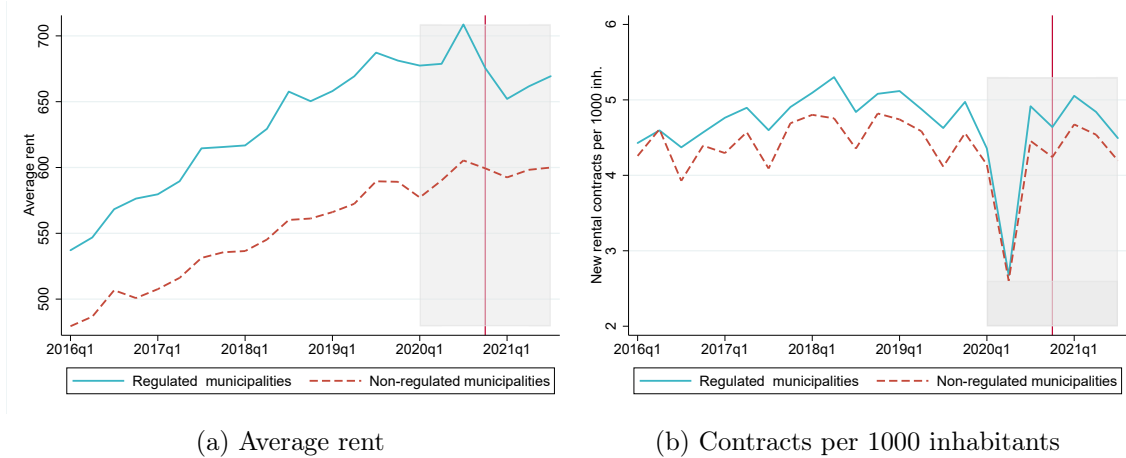 Average rent
700
650
600
550
500
2016q1 2017q1 2018q1 2019q1 2020q1 2021q1
Regulated municipalities Non-regulated municipalities
(a) Average rent
New rental contracts per 1000 inh.
6
5
4
3
2
2016q1 2017q1 2018q1 2019q1 2020q1 2021q1
Regulated municipalities Non-regulated municipalities
(b) Contracts per 1000 inhabitants